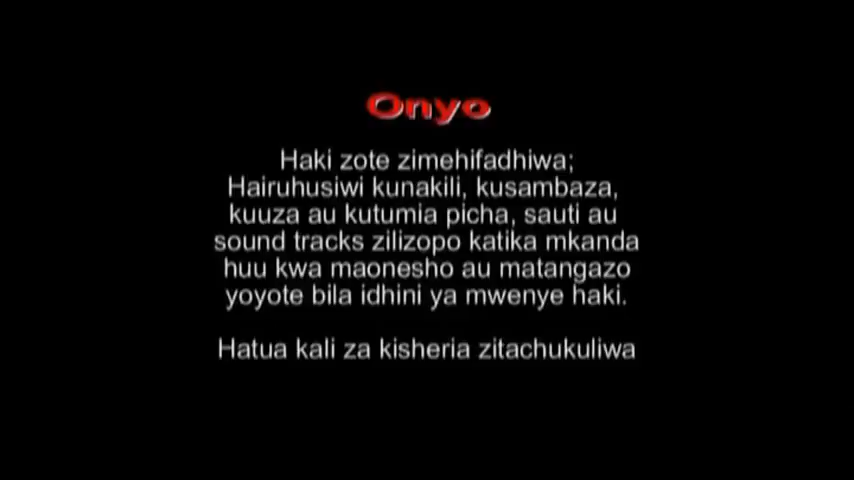 Onyo
Haki zote zimehifadhiwa;
Hairuhusiwi kunakili, kusambaza,
kuuza au kutumia picha, sauti au
sound tracks zilizopo katika mkanda
huu kwa maonesho au matangazo
yoyote bila idhini ya mwenye haki.
Hatua kali za kisheria zitachukuliwa